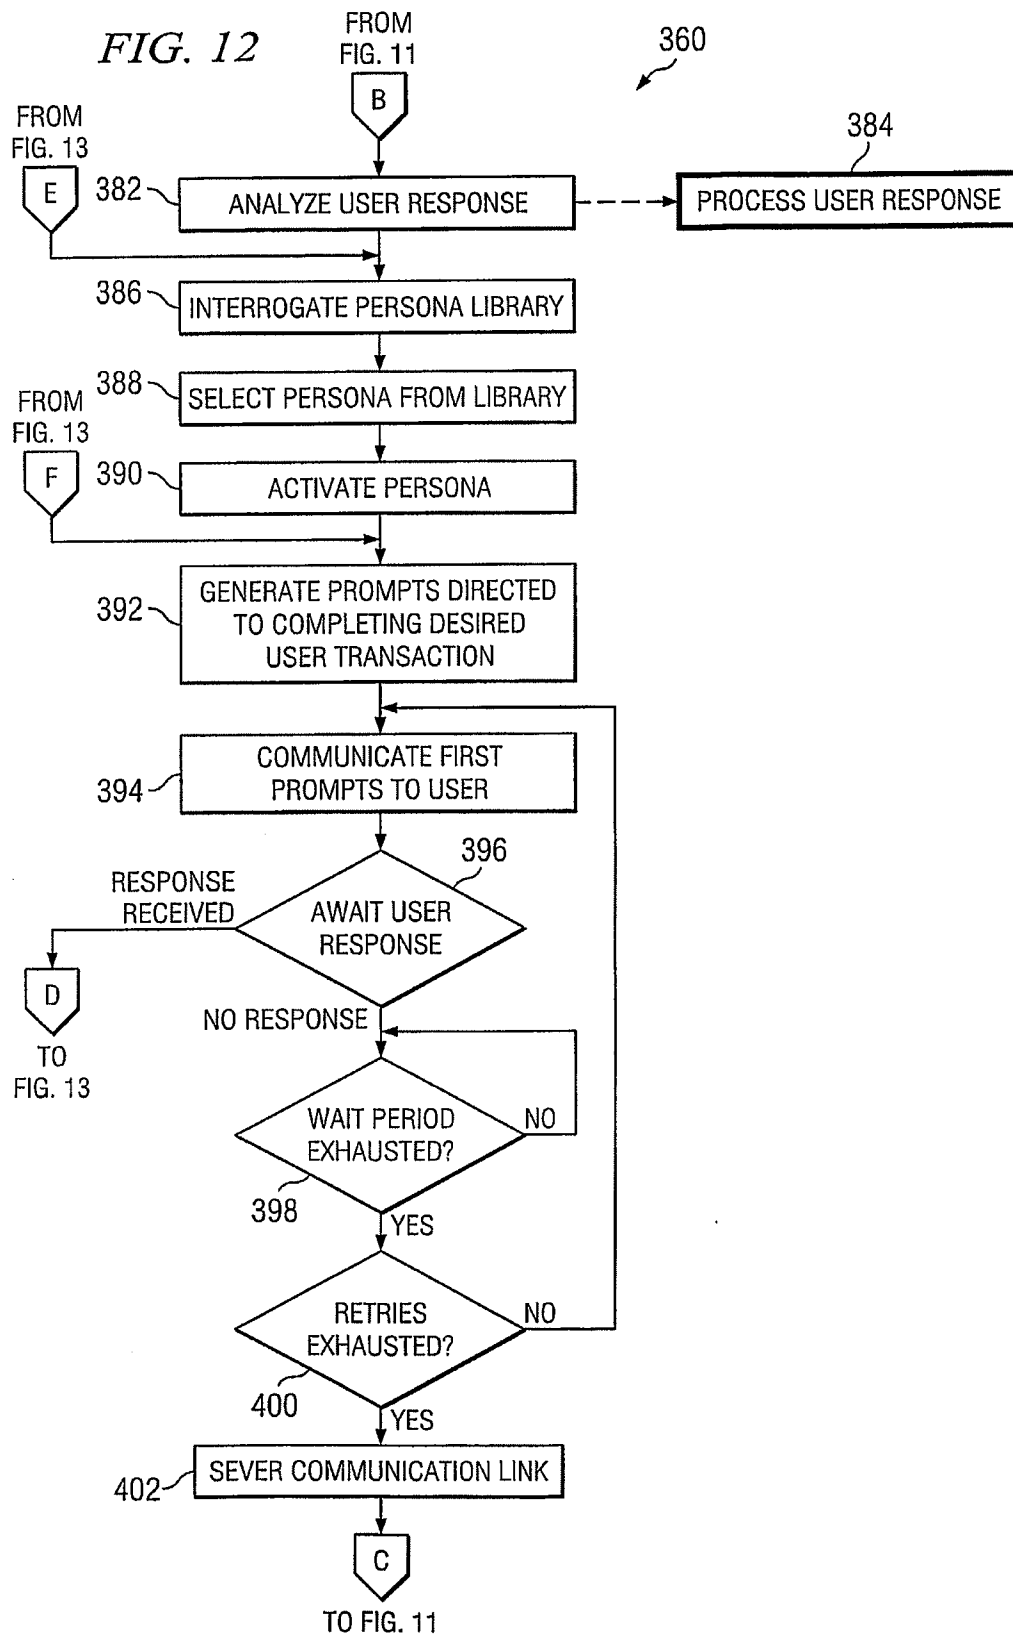 FIG. 12
FROM
FIG. 11
B
360
FROM
FIG. 13
E
382
ANALYZE USER RESPONSE
384
PROCESS USER RESPONSE
386
INTERROGATE PERSONA LIBRARY
388
SELECT PERSONA FROM LIBRARY
FROM
FIG. 13
F
390
ACTIVATE PERSONA
392
GENERATE PROMPTS DIRECTED
TO COMPLETING DESIRED
USER TRANSACTION
394
COMMUNICATE FIRST
PROMPTS TO USER
396
AWAIT USER
RESPONSE
RESPONSE
RECEIVED
D
TO
FIG. 13
NO RESPONSE
WAIT PERIOD
EXHAUSTED?
NO
398
YES
RETRIES
EXHAUSTED?
NO
400
YES
402
SEVER COMMUNICATION LINK
C
TO FIG. 11